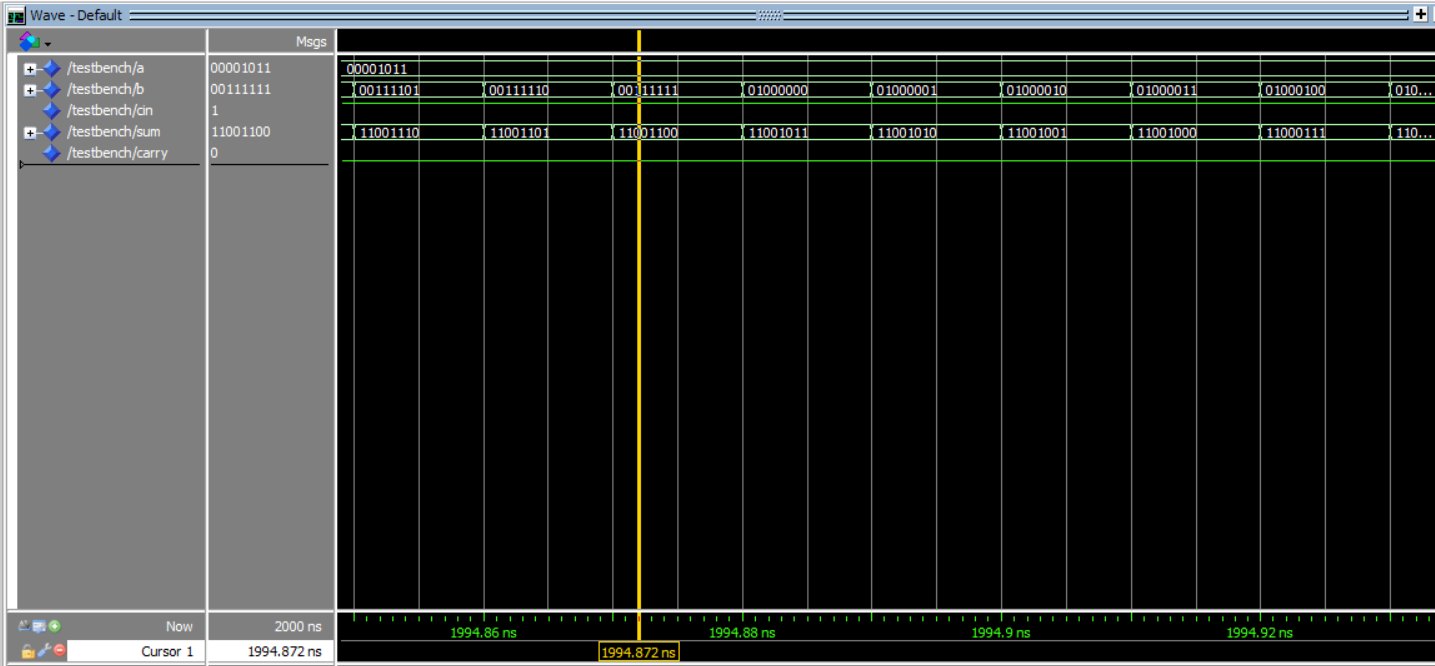 Wave - Default
Msgs
/testbench/a 00001011 00001011
/testbench/b 00111111 00111101 00111110 00111111 01000000 01000001 01000010 01000011 01000100 010...
/testbench/cin 1
/testbench/sum 11001100 11001110 11001101 11001100 11001011 11001010 11001001 11001000 11000111 110...
/testbench/carry 0
Now 2000 ns 1994.86 ns 1994.88 ns 1994.9 ns 1994.92 ns
Cursor 1 1994.872 ns 1994.872 ns